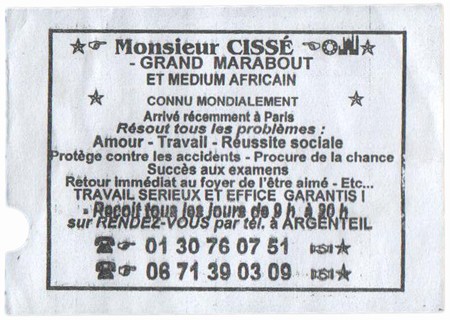 Monsieur CISSÉ
- GRAND MARABOUT
ET MEDIUM AFRICAIN
CONNU MONDIALEMENT
Arrivé récemment à Paris
Résout tous les problèmes :
Amour - Travail - Réussite sociale
Protège contre les accidents - Procure de la chance
Succès aux examens
Retour immédiat au foyer de l'être aimé - Etc...
TRAVAIL SERIEUX ET EFFICE GARANTIS !
- Reçoit tous les jours de 9 h. à 20 h.
sur RENDEZ-VOUS par tél. à ARGENTEIL
01 30 76 07 51
06 71 39 03 09